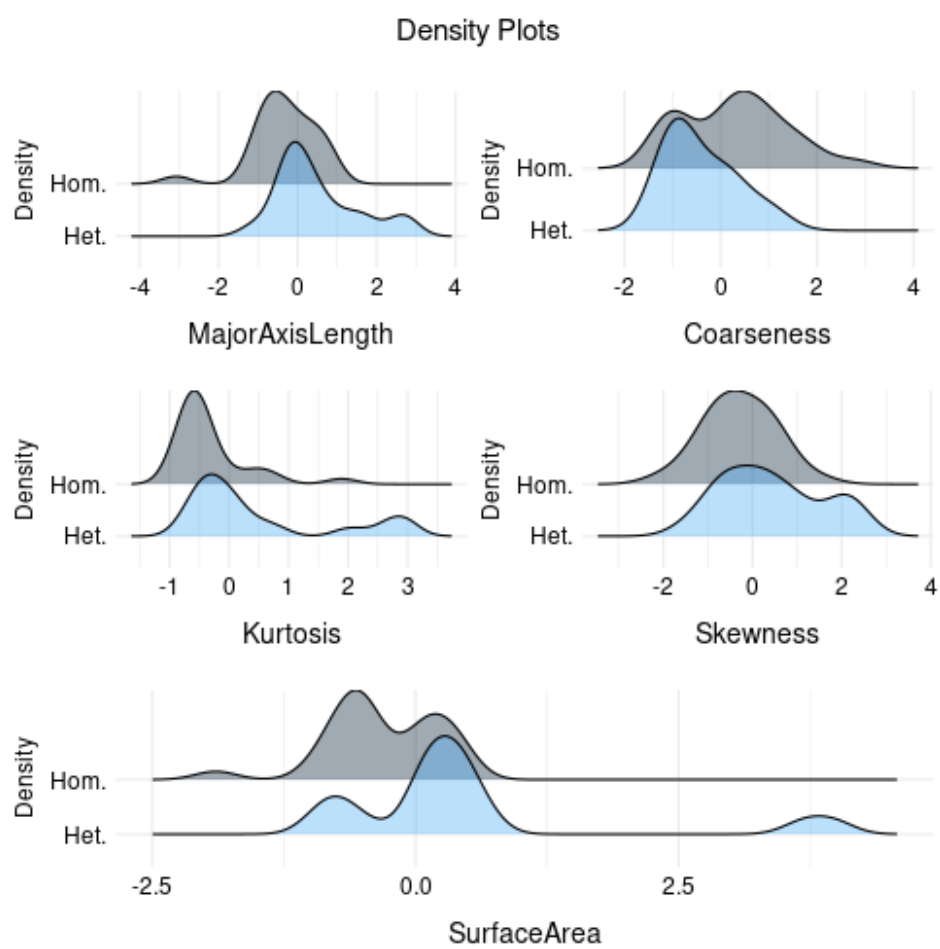 Density Plots
Density
Hom.
Het.
-4 -2 0 2 4
MajorAxisLength
Density
Hom.
Het.
-2 0 2 4
Coarseness
Density
Hom.
Het.
-1 0 1 2 3
Kurtosis
Density
Hom.
Het.
-2 0 2 4
Skewness
Density
Hom.
Het.
-2.5 0.0 2.5
SurfaceArea